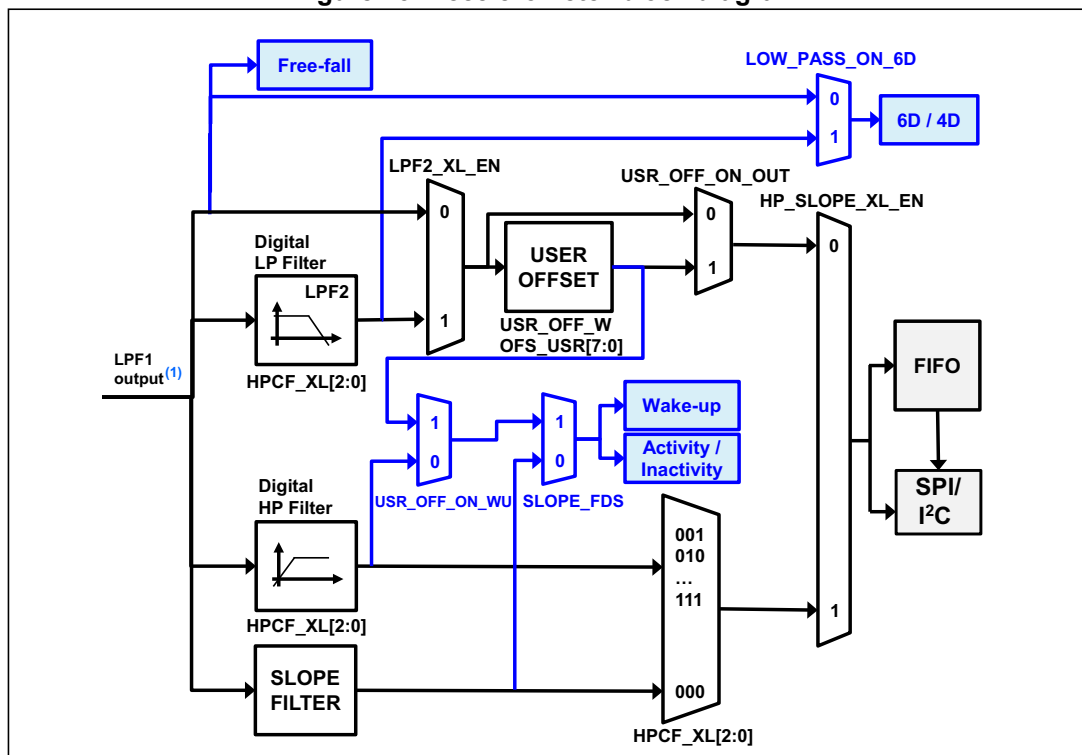 Free-fall
LOW_PASS_ON_6D
0
1
6D / 4D
LPF2_XL_EN
0
1
USR_OFF_ON_OUT
0
1
HP_SLOPE_XL_EN
0
1
Digital
LP Filter
LPF2
HPCF_XL[2:0]
USER
OFFSET
USR_OFF_W
OFS_USR[7:0]
LPF1
output(1)
1
0
USR_OFF_ON_WU
1
0
SLOPE_FDS
Wake-up
Activity /
Inactivity
FIFO
SPI/
I²C
Digital
HP Filter
HPCF_XL[2:0]
001
010
…
111
000
HPCF_XL[2:0]
SLOPE
FILTER